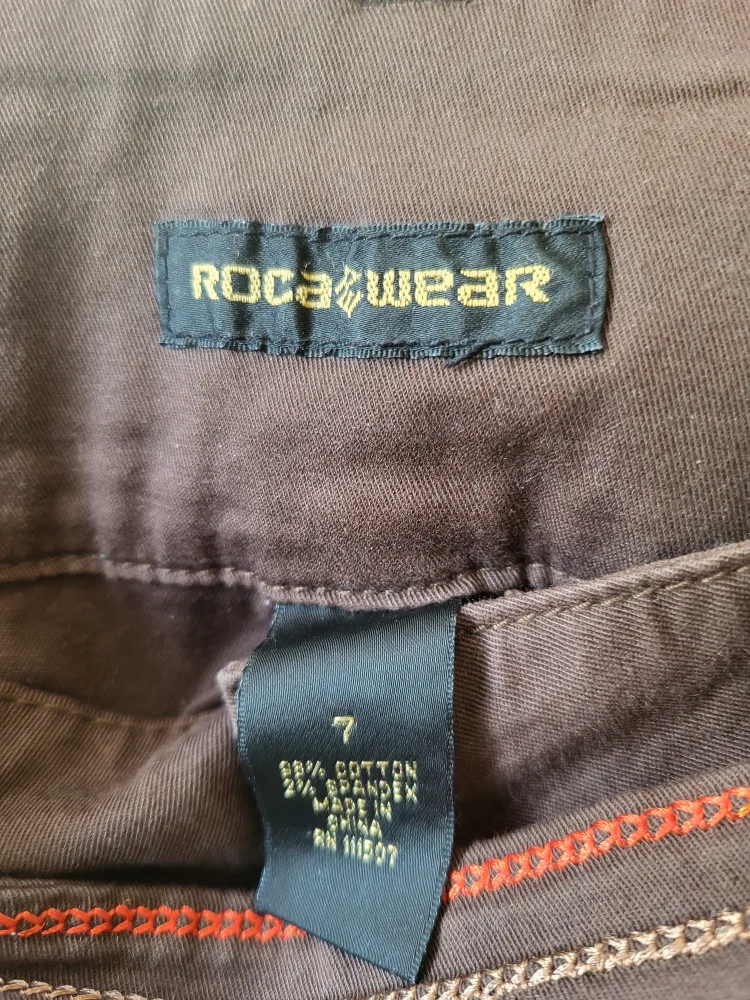 ROCAWEAR
7
98% COTTON
2% SPANDEX
MADE IN
CHINA
RN 111507